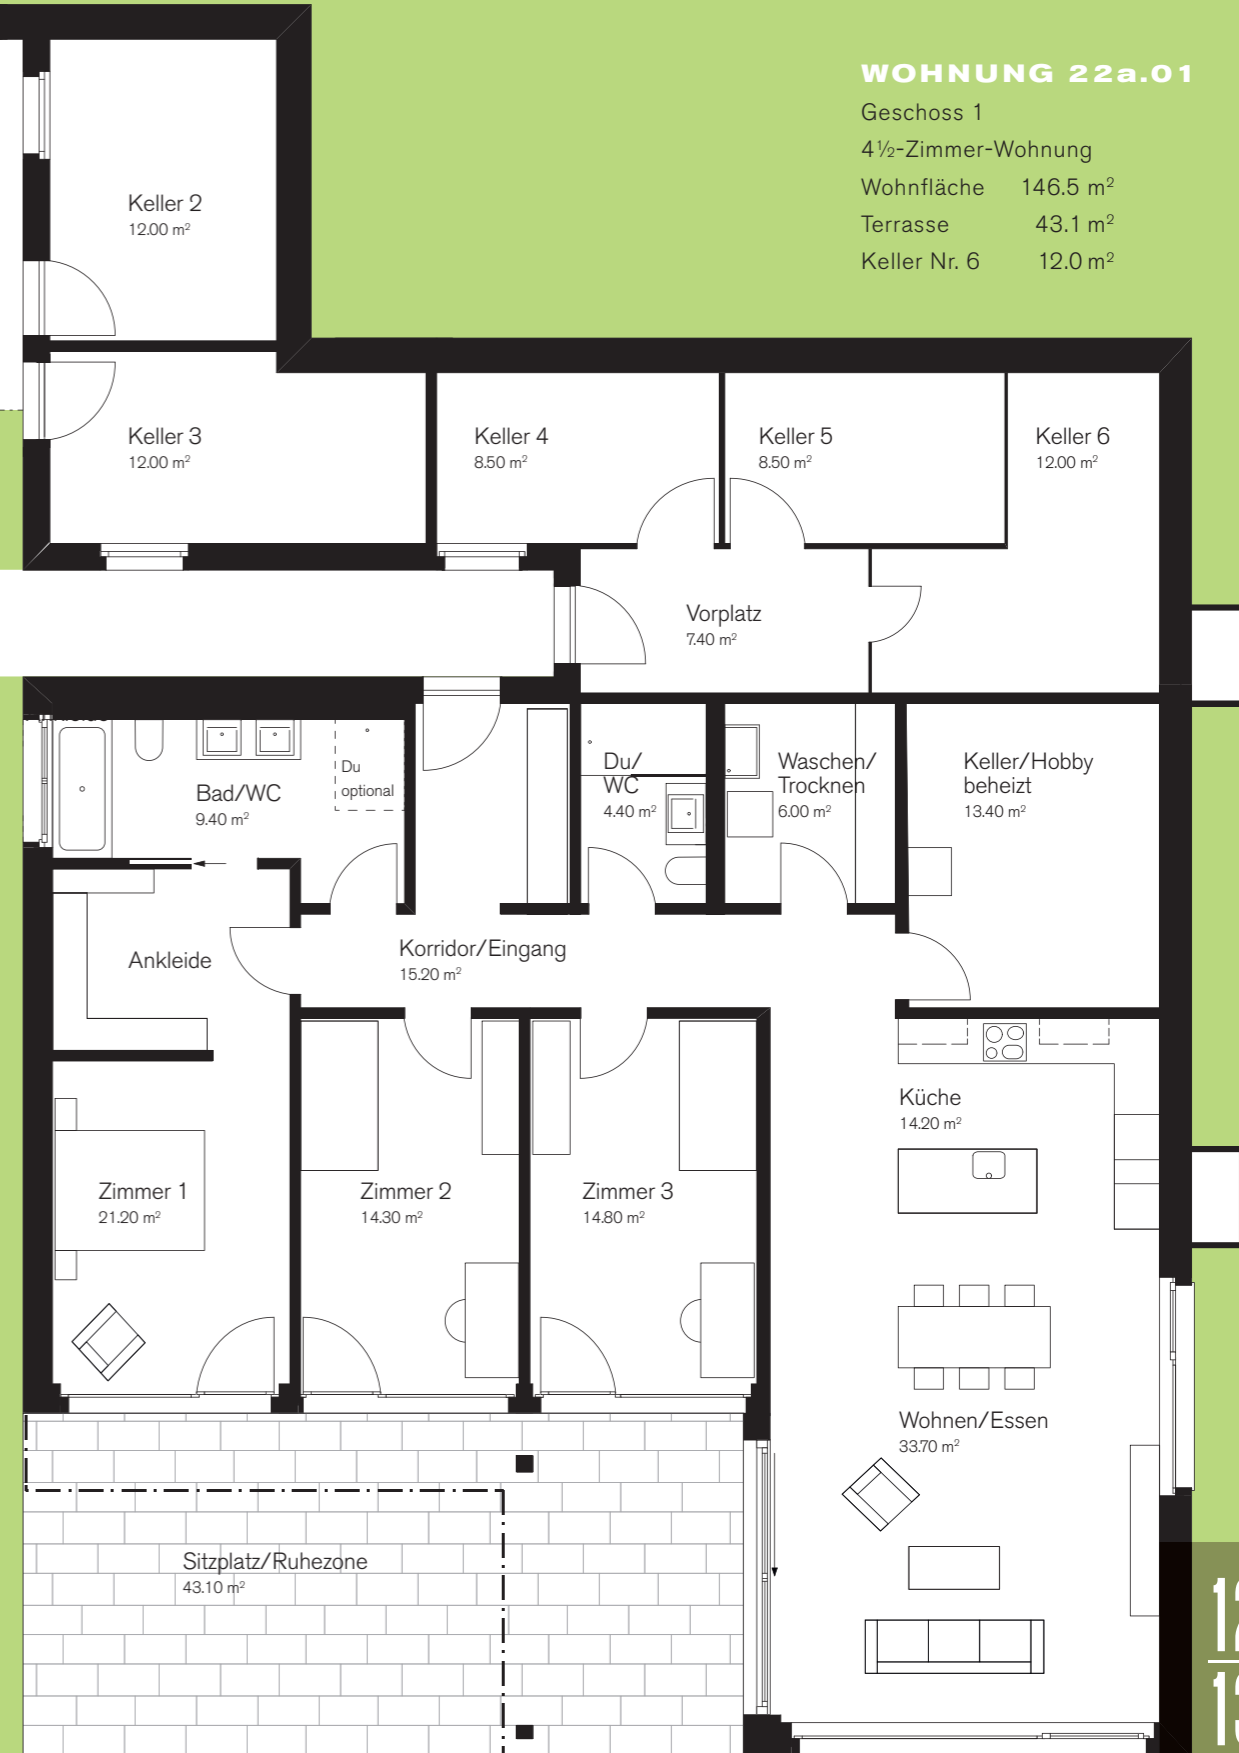 WOHNUNG 22a.01
Geschoss 1
4½-Zimmer-Wohnung
Wohnfläche 146.5 m²
Terrasse 43.1 m²
Keller Nr. 6 12.0 m²
Keller 2
12.00 m²
Keller 3
12.00 m²
Keller 4
8.50 m²
Keller 5
8.50 m²
Keller 6
12.00 m²
Vorplatz
7.40 m²
Bad/WC
9.40 m²
Du
optional
Du/
WC
4.40 m²
Waschen/
Trocknen
6.00 m²
Keller/Hobby
beheizt
13.40 m²
Ankleide
Korridor/Eingang
15.20 m²
Küche
14.20 m²
Zimmer 1
21.20 m²
Zimmer 2
14.30 m²
Zimmer 3
14.80 m²
Wohnen/Essen
33.70 m²
Sitzplatz/Ruhezone
43.10 m²